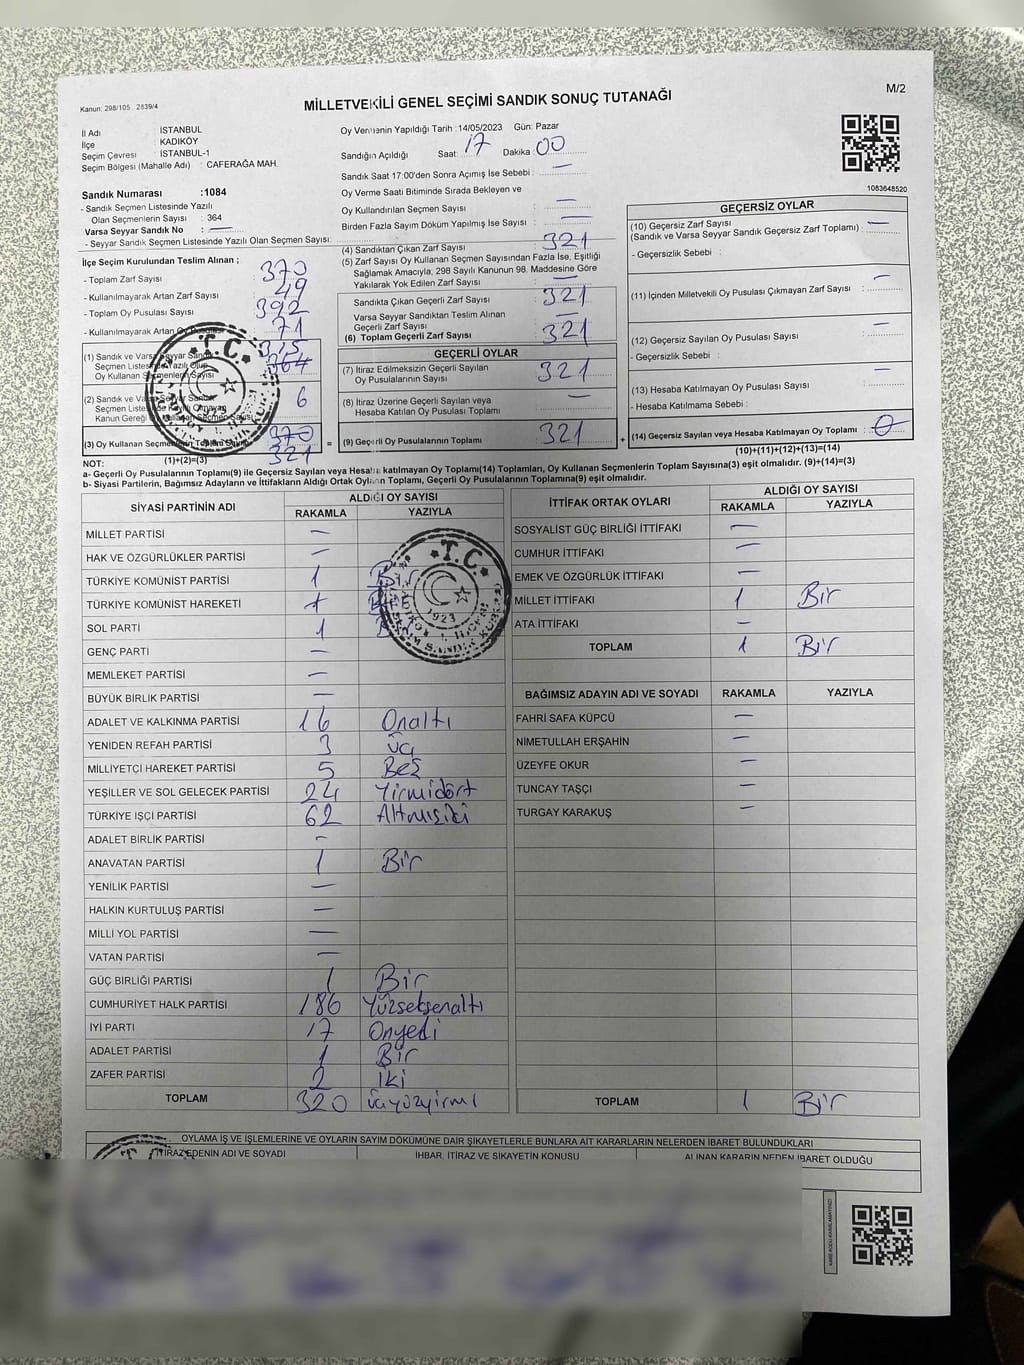 Kanun: 298/105 , 2839/4
MİLLETVEKİLİ GENEL SEÇİMİ SANDIK SONUÇ TUTANAĞI
M/2
İl Adı : İSTANBUL
İlçe : KADIKÖY
Seçim Çevresi : İSTANBUL-1
Seçim Bölgesi (Mahalle Adı) : CAFERAĞA MAH.
Sandık Numarası :1084
- Sandık Seçmen Listesinde Yazılı
Olan Seçmenlerin Sayısı : 364
Varsa Seyyar Sandık No : —
- Seyyar Sandık Seçmen Listesinde Yazılı Olan Seçmen Sayısı:
Oy Vermenin Yapıldığı Tarih :14/05/2023 Gün: Pazar
Sandığın Açıldığı Saat: 17 Dakika: 00
Sandık Saat 17:00'den Sonra Açımış İse Sebebi : —
Oy Verme Saati Bitiminde Sırada Bekleyen ve
Oy Kullandırılan Seçmen Sayısı : —
Birden Fazla Sayım Döküm Yapılmış İse Sayısı : —
1083648520
İlçe Seçim Kurulundan Teslim Alınan ;
- Toplam Zarf Sayısı : 370
- Kullanılmayarak Artan Zarf Sayısı : 49
- Toplam Oy Pusulası Sayısı : 392
- Kullanılmayarak Artan Oy : 71
(1) Sandık ve Varsa Seyyar Sandık 315
Seçmen Listesinde Yazılı Olup 364
Oy Kullanan Seçmenlerin Sayısı
(2) Sandık ve Varsa Seyyar Sandık 6
Seçmen Listesinde Kayıtlı Olmayan
Kanun Gereği Oy Kullanan Seçmen Sayısı
(3) Oy Kullanan Seçmenlerin Toplam Sayısı 370
321
(1)+(2)=(3)
(4) Sandıktan Çıkan Zarf Sayısı : 321
(5) Zarf Sayısı Oy Kullanan Seçmen Sayısından Fazla İse, Eşitliği
Sağlamak Amacıyla, 298 Sayılı Kanunun 98. Maddesine Göre
Yakılarak Yok Edilen Zarf Sayısı : —
Sandıkta Çıkan Geçerli Zarf Sayısı : 321
Varsa Seyyar Sandıktan Teslim Alınan
Geçerli Zarf Sayısı : —
(6) Toplam Geçerli Zarf Sayısı : 321
GEÇERLİ OYLAR
(7) İtiraz Edilmeksizin Geçerli Sayılan
Oy Pusulalarının Sayısı : 321
(8) İtiraz Üzerine Geçerli Sayılan veya
Hesaba Katılan Oy Pusulası Toplamı : —
= (9) Geçerli Oy Pusulalarının Toplamı : 321 +
GEÇERSİZ OYLAR
(10) Geçersiz Zarf Sayısı
(Sandık ve Varsa Seyyar Sandık Geçersiz Zarf Toplamı) : —
- Geçersizlik Sebebi :
(11) İçinden Milletvekili Oy Pusulası Çıkmayan Zarf Sayısı : —
(12) Geçersiz Sayılan Oy Pusulası Sayısı : —
- Geçersizlik Sebebi :
(13) Hesaba Katılmayan Oy Pusulası Sayısı : —
- Hesaba Katılmama Sebebi :
(14) Geçersiz Sayılan veya Hesaba Katılmayan Oy Toplamı : 0
(10)+(11)+(12)+(13)=(14)
NOT:
a- Geçerli Oy Pusulalarının Toplamı(9) ile Geçersiz Sayılan veya Hesaba katılmayan Oy Toplamı(14) Toplamları, Oy Kullanan Seçmenlerin Toplam Sayısına(3) eşit olmalıdır. (9)+(14)=(3)
b- Siyasi Partilerin, Bağımsız Adayların ve İttifakların Aldığı Ortak Oyların Toplamı, Geçerli Oy Pusulalarının Toplamına(9) eşit olmalıdır.
SİYASİ PARTİNİN ADI ALDIĞI OY SAYISI
RAKAMLA YAZIYLA
MİLLET PARTİSİ —
HAK VE ÖZGÜRLÜKLER PARTİSİ —
TÜRKİYE KOMÜNİST PARTİSİ 1 Bir
TÜRKİYE KOMÜNİST HAREKETİ 1 Bir
SOL PARTİ 1
GENÇ PARTİ —
MEMLEKET PARTİSİ —
BÜYÜK BİRLİK PARTİSİ —
ADALET VE KALKINMA PARTİSİ 16 Onaltı
YENİDEN REFAH PARTİSİ 3 Üç
MİLLİYETÇİ HAREKET PARTİSİ 5 Beş
YEŞİLLER VE SOL GELECEK PARTİSİ 24 Yirmidört
TÜRKİYE İŞÇİ PARTİSİ 62 Altmışiki
ADALET BİRLİK PARTİSİ —
ANAVATAN PARTİSİ 1 Bir
YENİLİK PARTİSİ —
HALKIN KURTULUŞ PARTİSİ —
MİLLİ YOL PARTİSİ —
VATAN PARTİSİ —
GÜÇ BİRLİĞİ PARTİSİ 1 Bir
CUMHURİYET HALK PARTİSİ 186 Yüzseksenaltı
İYİ PARTİ 17 Onyedi
ADALET PARTİSİ 1 Bir
ZAFER PARTİSİ 2 İki
TOPLAM 320 üçyüzyirmi
İTTİFAK ORTAK OYLARI ALDIĞI OY SAYISI
RAKAMLA YAZIYLA
SOSYALİST GÜÇ BİRLİĞİ İTTİFAKI —
CUMHUR İTTİFAKI —
EMEK VE ÖZGÜRLÜK İTTİFAKI —
MİLLET İTTİFAKI 1 Bir
ATA İTTİFAKI —
TOPLAM 1 Bir
BAĞIMSIZ ADAYIN ADI VE SOYADI RAKAMLA YAZIYLA
FAHRİ SAFA KÜPCÜ —
NİMETULLAH ERŞAHİN —
ÜZEYFE OKUR —
TUNCAY TAŞÇI —
TURGAY KARAKUŞ —
TOPLAM 1 Bir
T.C.
T.C.
1923
OYLAMA İŞ VE İŞLEMLERİNE VE OYLARIN SAYIM DÖKÜMÜNE DAİR ŞİKAYETLERLE BUNLARA AİT KARARLARIN NELERDEN İBARET BULUNDUKLARI
İTİRAZ EDENİN ADI VE SOYADI İHBAR, İTİRAZ VE ŞİKAYETİN KONUSU ALINAN KARARIN NEDEN İBARET OLDUĞU